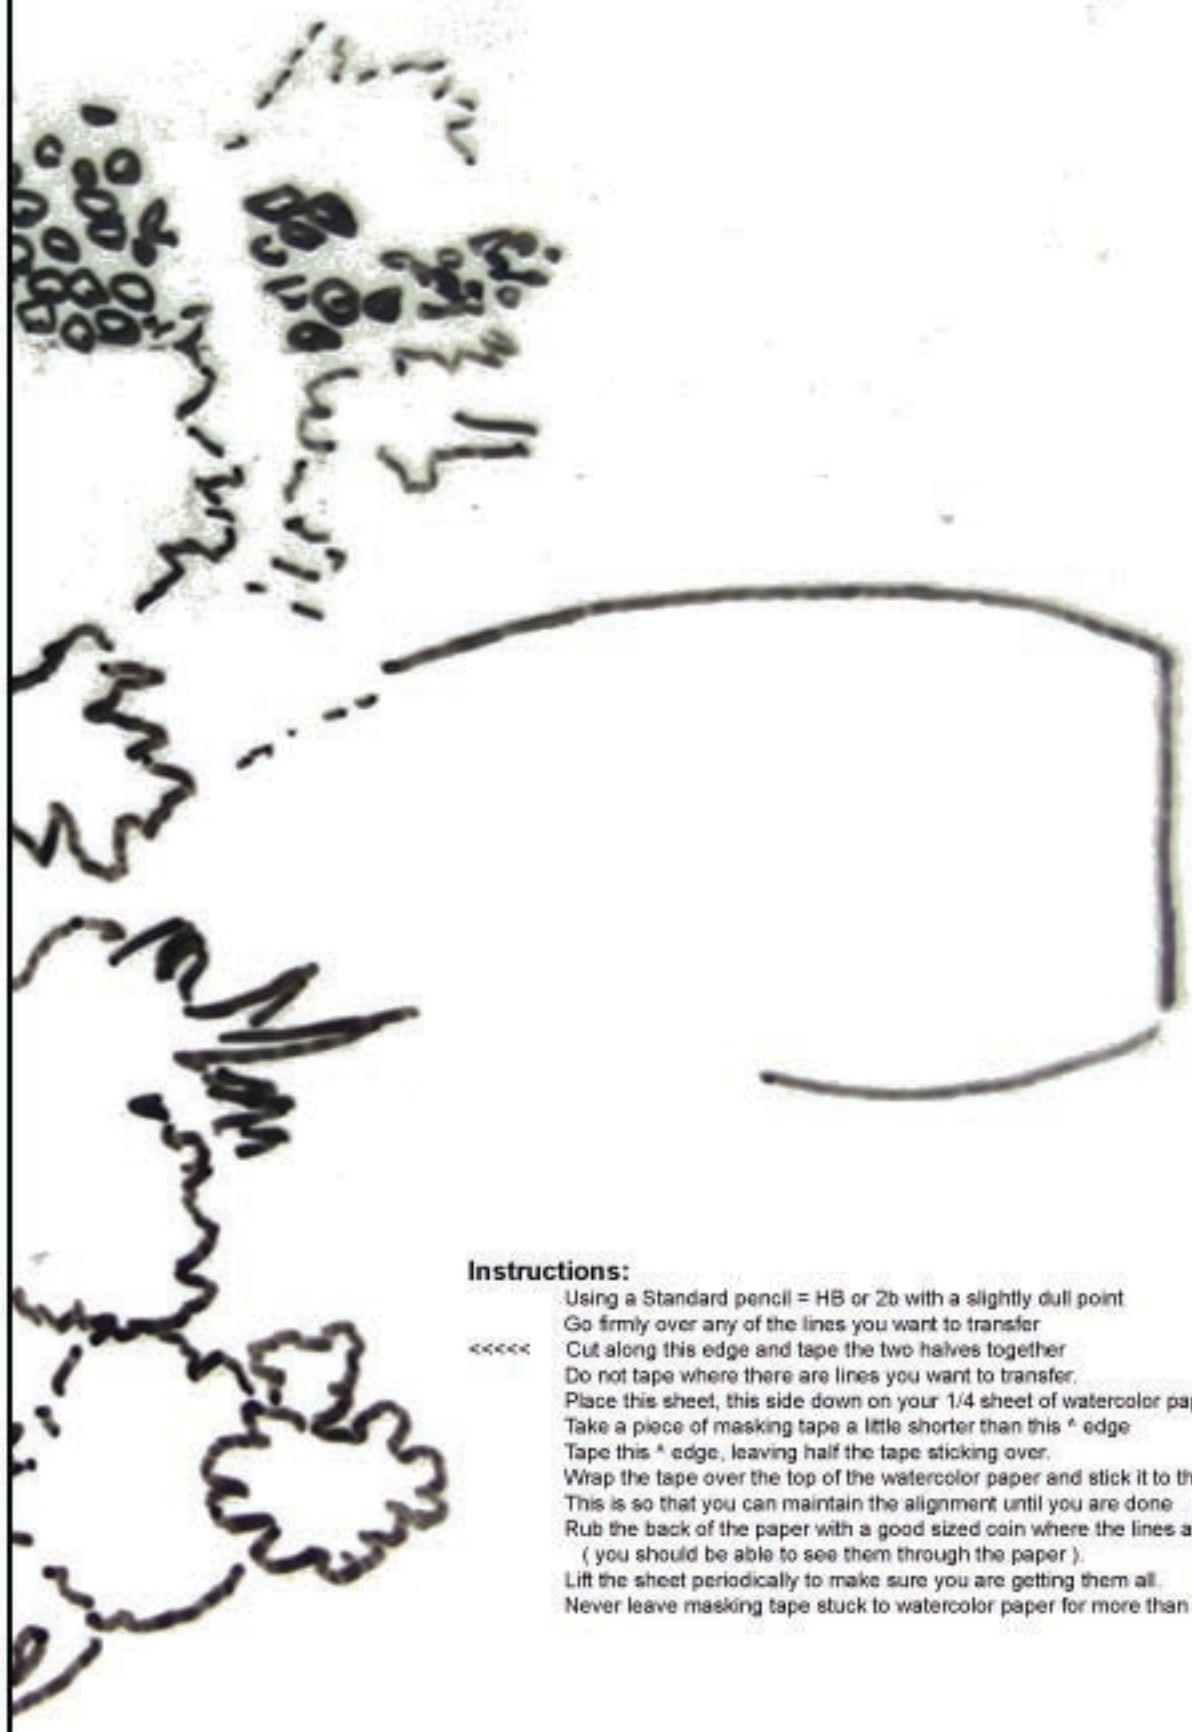 Instructions:
Using a Standard pencil = HB or 2b with a slightly dull point
Go firmly over any of the lines you want to transfer
<<<<< Cut along this edge and tape the two halves together
Do not tape where there are lines you want to transfer.
Place this sheet, this side down on your 1/4 sheet of watercolor
Take a piece of masking tape a little shorter than this ^ edge
Tape this ^ edge, leaving half the tape sticking over.
Wrap the tape over the top of the watercolor paper and stick it to
This is so that you can maintain the alignment until you are done
Rub the back of the paper with a good sized coin where the lines
( you should be able to see them through the paper ).
Lift the sheet periodically to make sure you are getting them all.
Never leave masking tape stuck to watercolor paper for more than